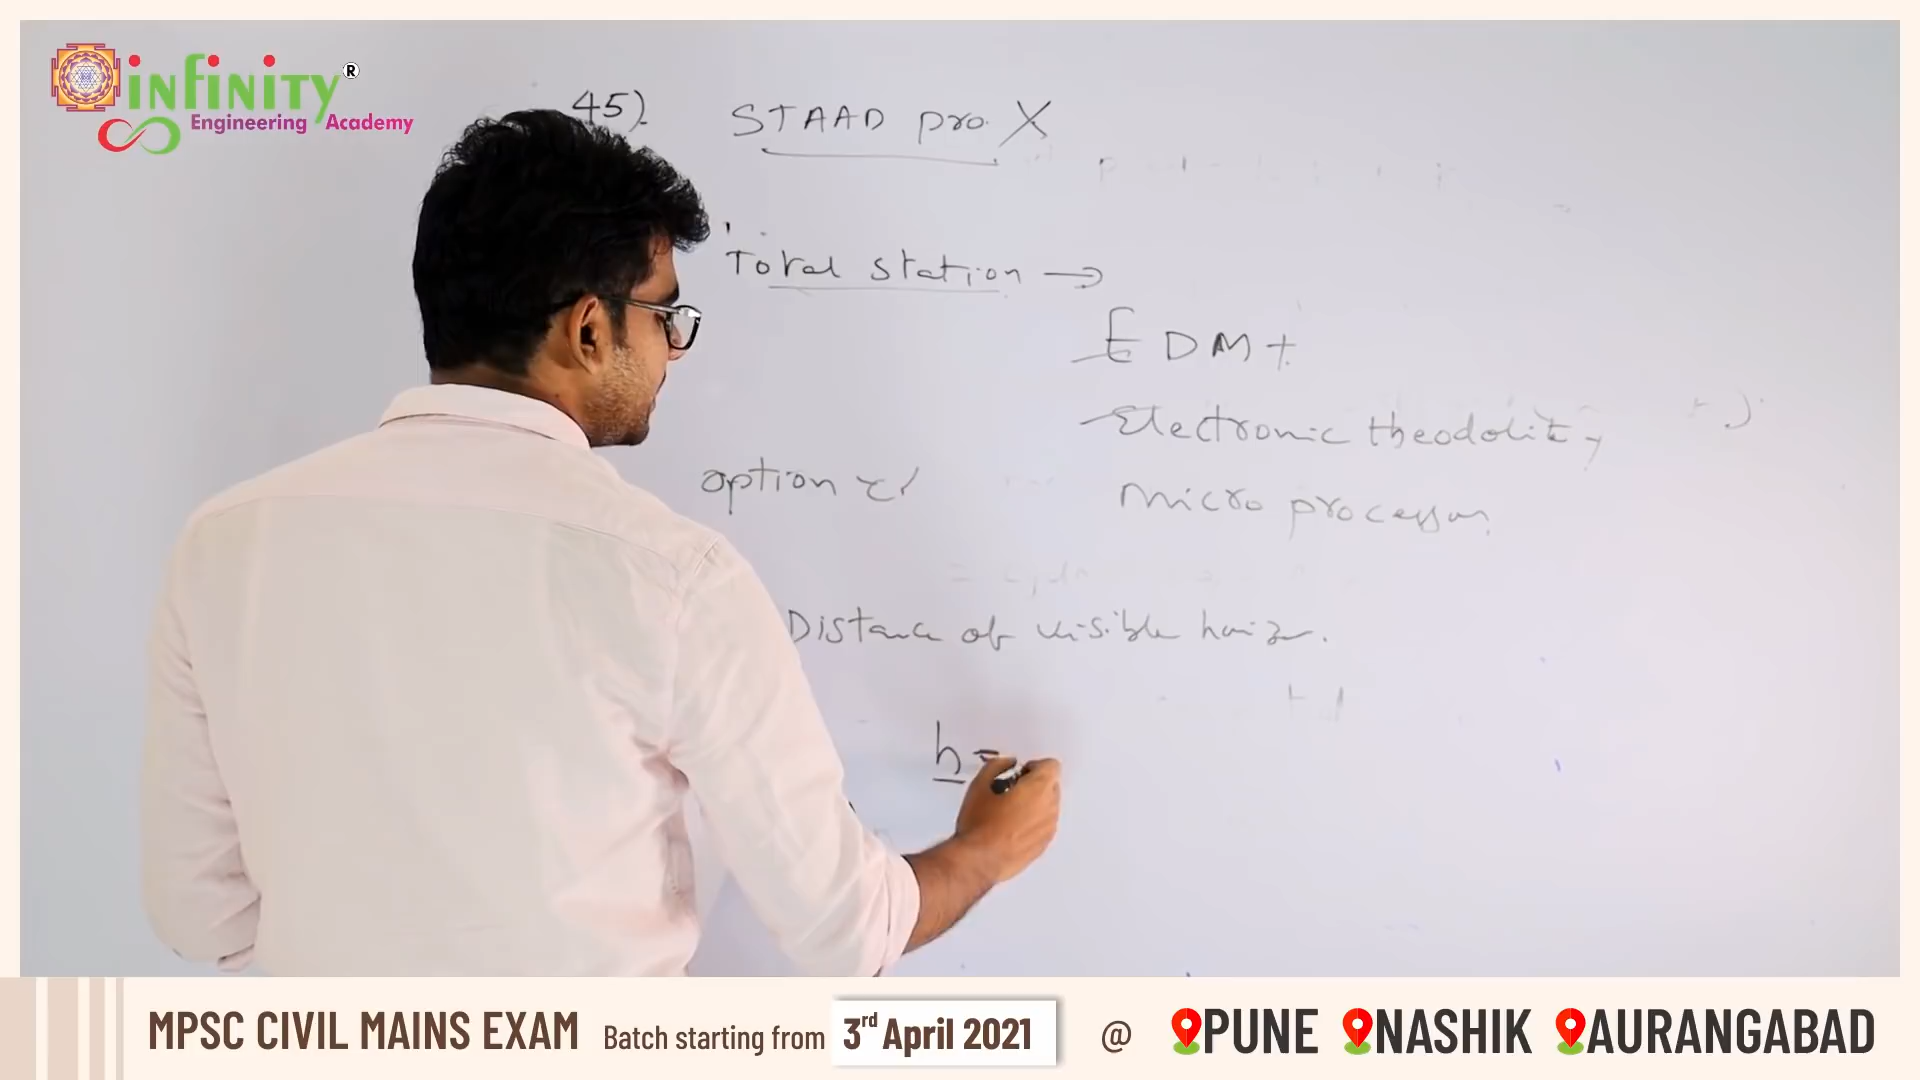 infinity®
Engineering Academy
45)
STAAD pro. X
Total station →
EDM +
Electronic theodolite +
option
micro processor
Distance of visible
h =
MPSC CIVIL MAINS EXAM Batch starting from 3rd April 2021 @ PUNE NASHIK AURANGABAD